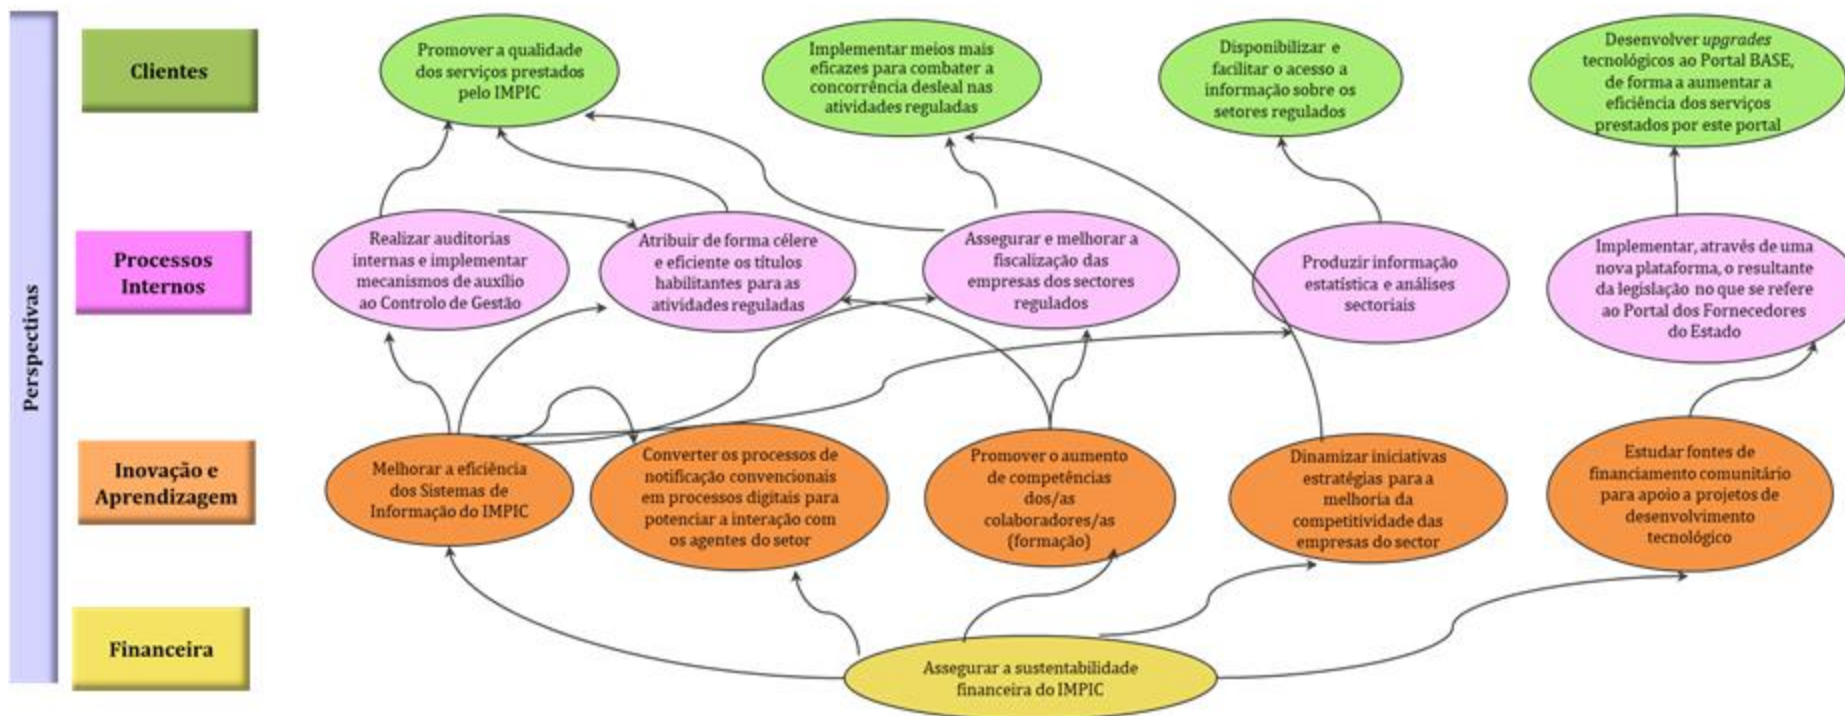 Perspectivas
Clientes
Promover a qualidade
dos serviços prestados
pelo IMPIC
Implementar meios mais
eficazes para combater a
concorrência desleal nas
atividades reguladas
Disponibilizar e
facilitar o acesso a
informação sobre os
setores regulados
Desenvolver upgrades
tecnológicos ao Portal BASE,
de forma a aumentar a
eficiência dos serviços
prestados por este portal
Processos
Internos
Realizar auditorias
internas e implementar
mecanismos de auxílio
ao Controlo de Gestão
Atribuir de forma célere
e eficiente os títulos
habilitantes para as
atividades reguladas
Assegurar e melhorar a
fiscalização das
empresas dos sectores
regulados
Produzir informação
estatística e análises
sectoriais
Implementar, através de uma
nova plataforma, o resultante
da legislação no que se refere
ao Portal dos Fornecedores
do Estado
Inovação e
Aprendizagem
Melhorar a eficiência
dos Sistemas de
Informação do IMPIC
Converter os processos de
notificação convencionais
em processos digitais para
potenciar a interação com
os agentes do setor
Promover o aumento
de competências
dos/as
colaboradores/as
(formação)
Dinamizar iniciativas
estratégias para a
melhoria da
competitividade das
empresas do sector
Estudar fontes de
financiamento comunitário
para apoio a projetos de
desenvolvimento
tecnológico
Financeira
Assegurar a sustentabilidade
financeira do IMPIC